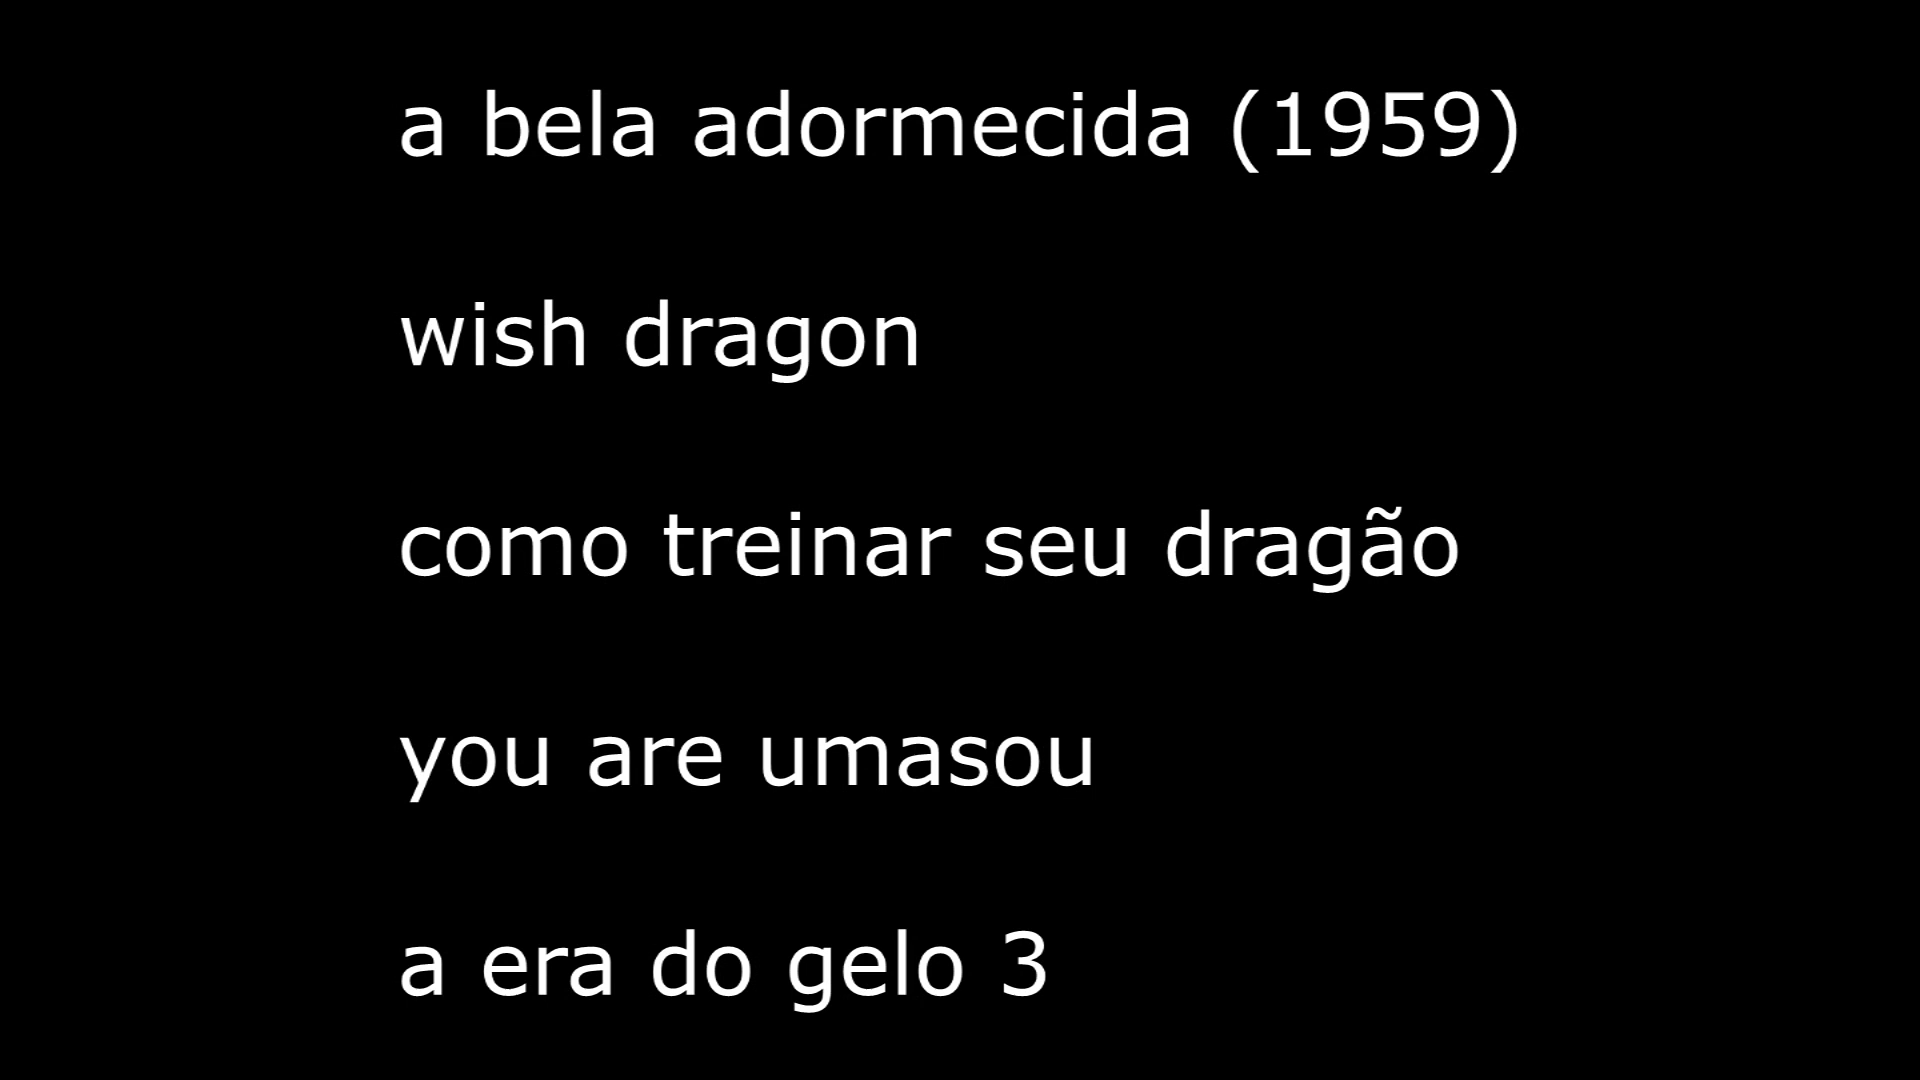 a bela adormecida (1959)
wish dragon
como treinar seu dragão
you are umasou
a era do gelo 3